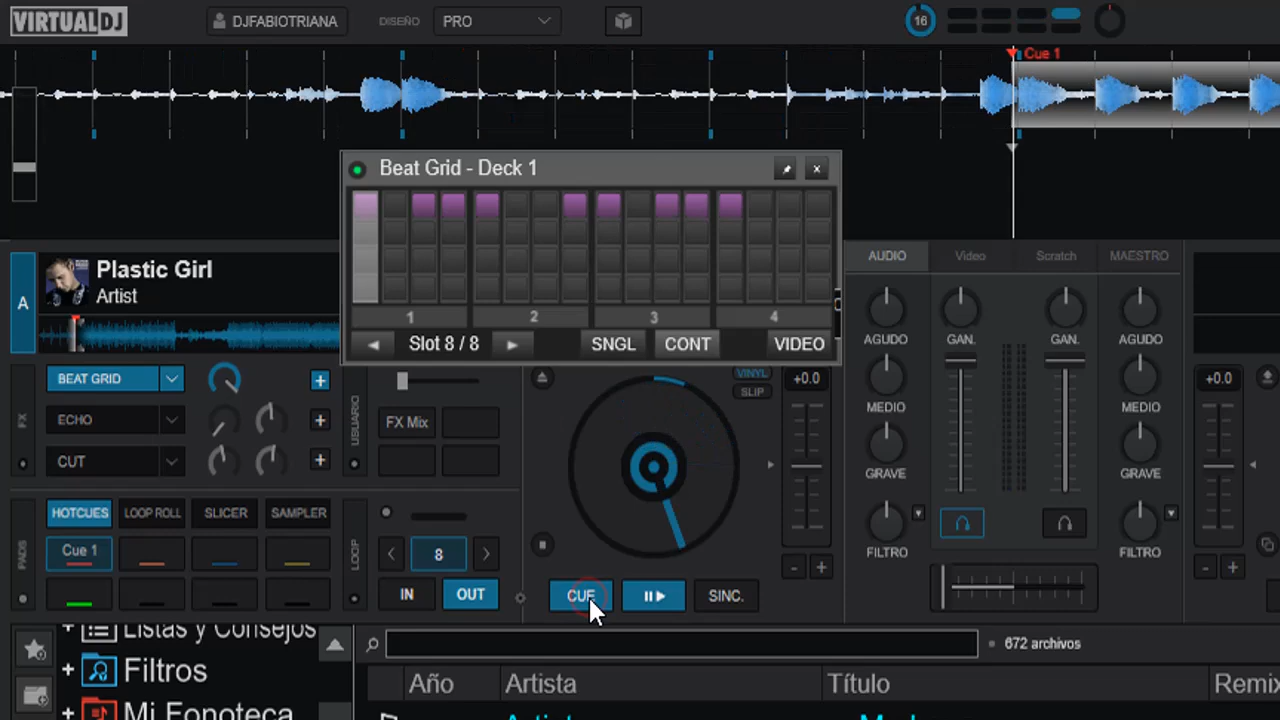 VIRTUALDJ
DJFABIOTRIANA
DISEÑO
PRO
16
Cue 1
Beat Grid - Deck 1
1
2
3
4
Slot 8 / 8
SNGL
CONT
VIDEO
A
Plastic Girl
Artist
AUDIO
Video
Scratch
MAESTRO
AGUDO
GAN.
GAN.
AGUDO
MEDIO
MEDIO
GRAVE
GRAVE
FILTRO
FILTRO
FX
BEAT GRID
ECHO
CUT
USUARIO
FX Mix
VINYL
SLIP
+0.0
+0.0
PADS
HOTCUES
LOOP ROLL
SLICER
SAMPLER
Cue 1
LOOP
8
IN
OUT
CUE
SINC.
Listas y Consejos
Filtros
Mi Fonoteca
672 archivos
Año
Artista
Título
Remix